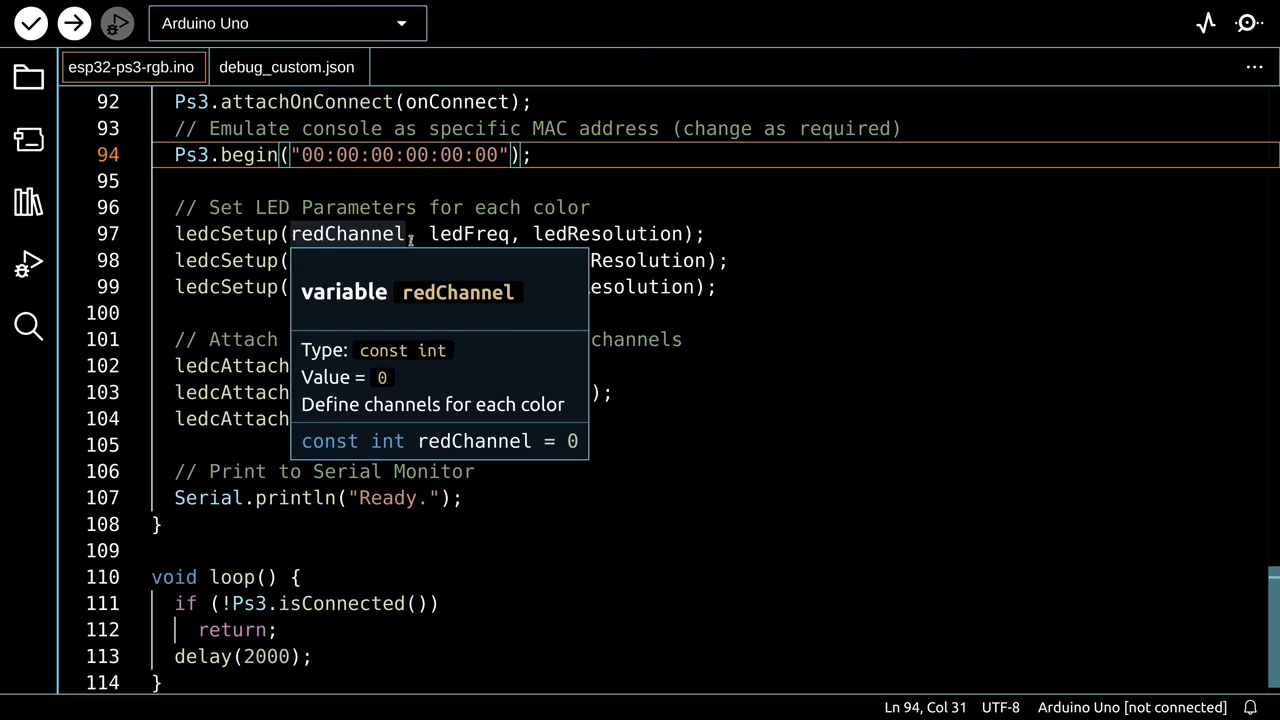 Arduino Uno
esp32-ps3-rgb.ino
debug_custom.json
92 Ps3.attachOnConnect(onConnect);
93 // Emulate console as specific MAC address (change as required)
94 Ps3.begin("00:00:00:00:00:00");
95
96 // Set LED Parameters for each color
97 ledcSetup(redChannel, ledFreq, ledResolution);
98 ledcSetup( Resolution);
99 ledcSetup( esolution);
variable redChannel
100
101 // Attach channels
Type: const int
102 ledcAttach
Value = 0
103 ledcAttach );
Define channels for each color
104 ledcAttach
const int redChannel = 0
105
106 // Print to Serial Monitor
107 Serial.println("Ready.");
108 }
109
110 void loop() {
111 if (!Ps3.isConnected())
112 return;
113 delay(2000);
114 }
Ln 94, Col 31 UTF-8 Arduino Uno [not connected]